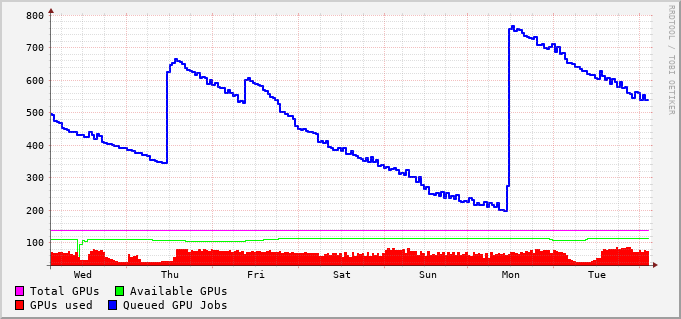 800
700
600
500
400
300
200
100
Wed Thu Fri Sat Sun Mon Tue
Total GPUs Available GPUs
GPUs used Queued GPU Jobs
RRDTOOL / TOBI OETIKER